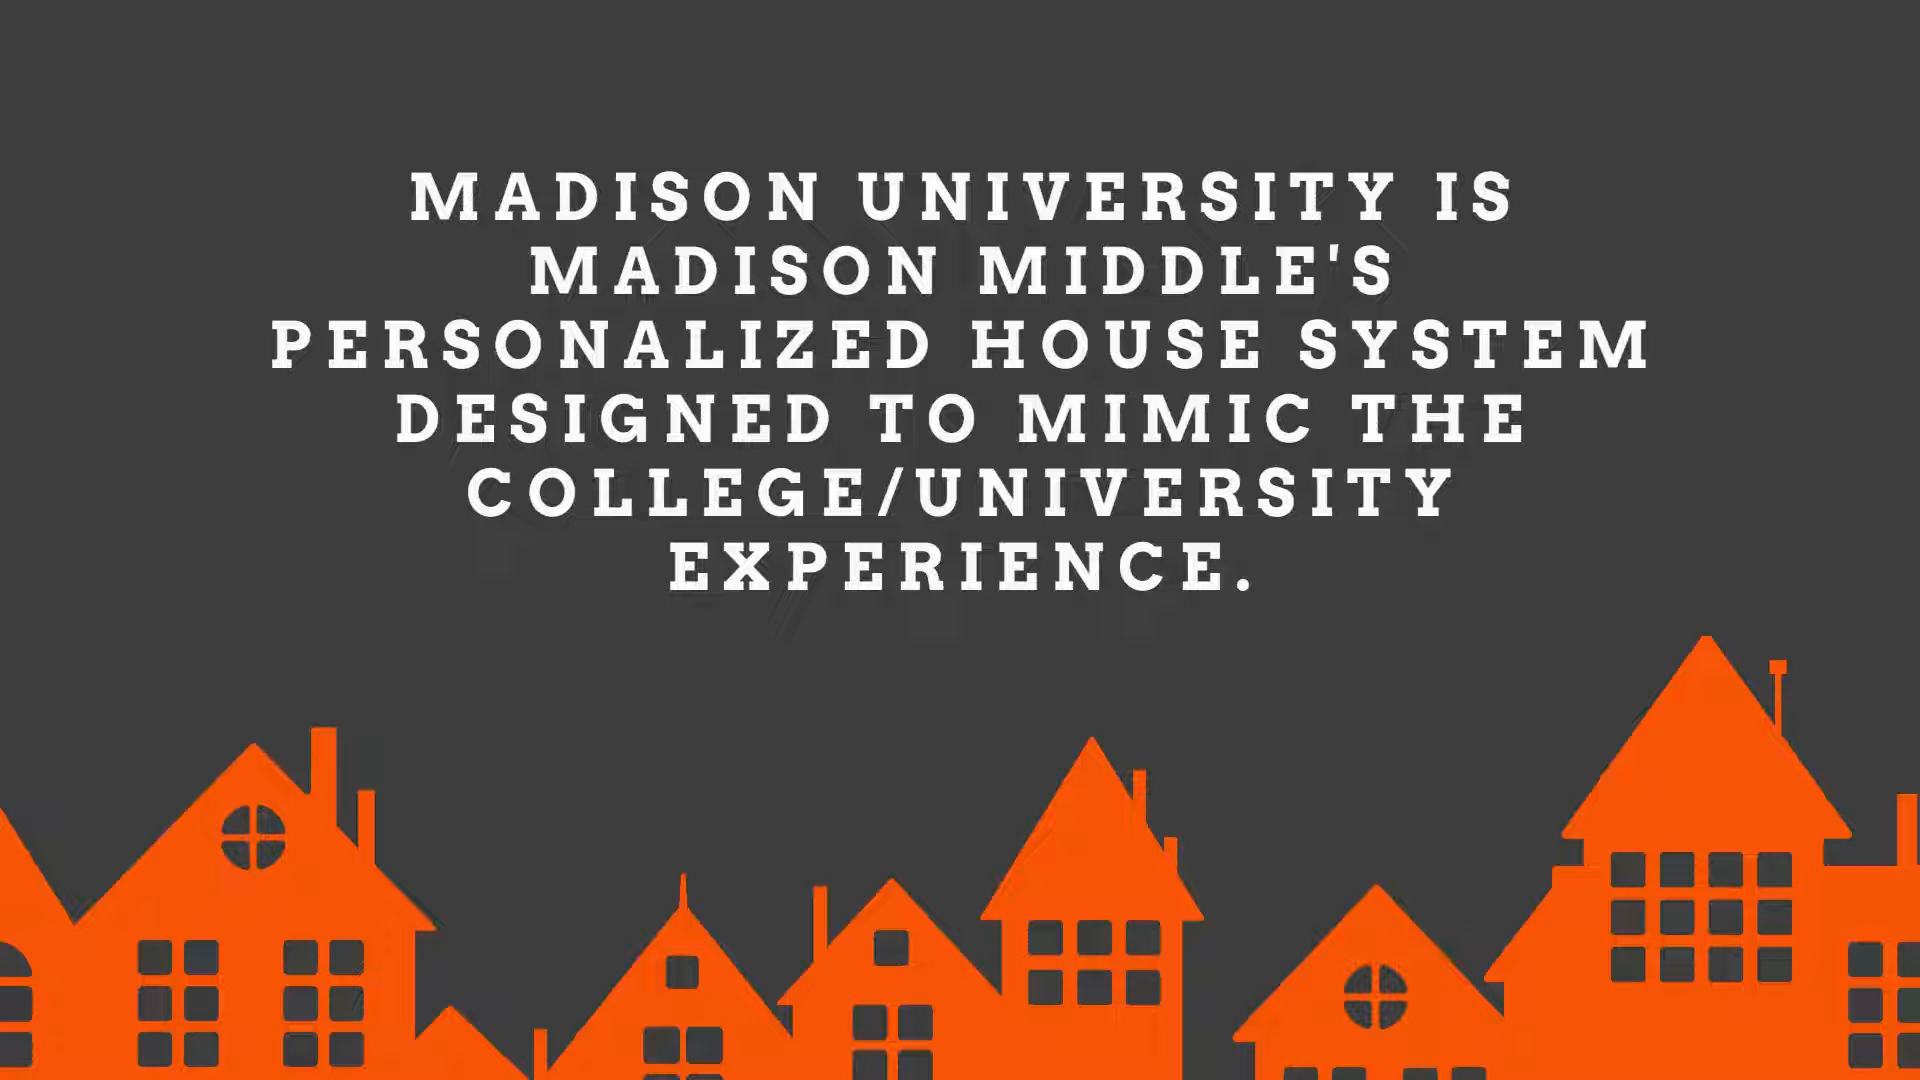 MADISON UNIVERSITY IS
MADISON MIDDLE'S
PERSONALIZED HOUSE SYSTEM
DESIGNED TO MIMIC THE
COLLEGE/UNIVERSITY
EXPERIENCE.